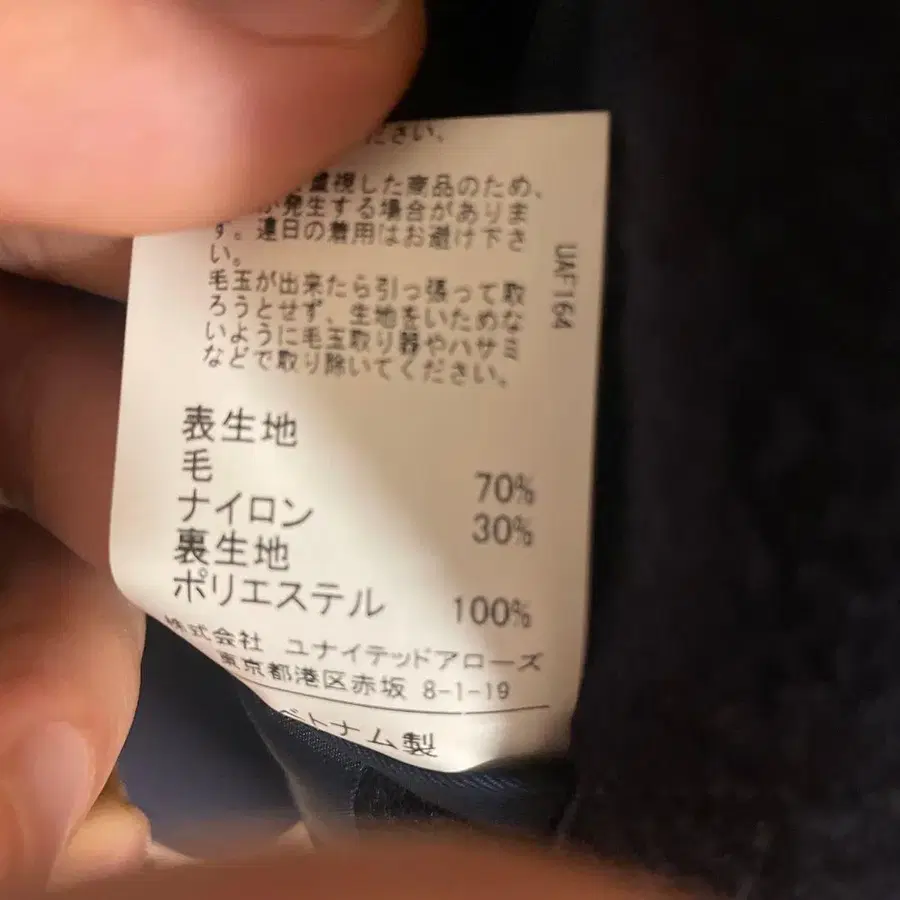 ださい。
重視した商品のため、
が発生する場合がありま
す。連日の着用はお避け下さ
い。
毛玉が出来たら引っ張って取
ろうとせず、生地をいためな
いように毛玉取り器やハサミ
などで取り除いてください。
UAF164
表生地
毛 70%
ナイロン 30%
裏生地
ポリエステル 100%
株式会社 ユナイテッドアローズ
東京都港区赤坂 8-1-19
ベトナム製